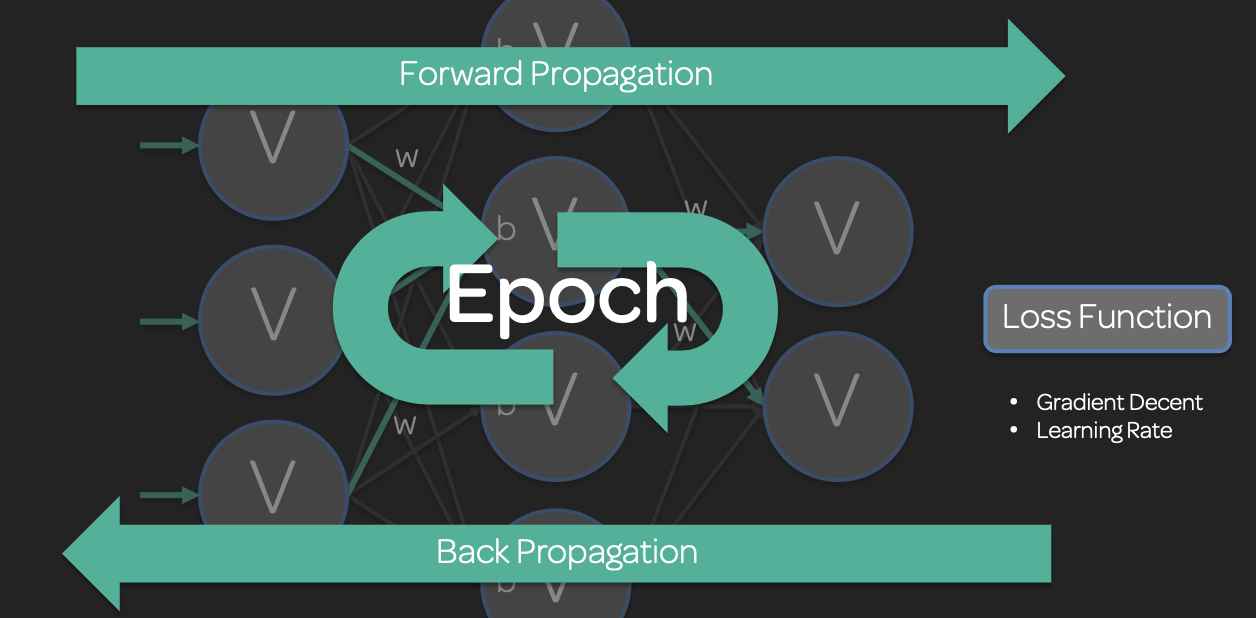 b V
Forward Propagation
V
w
b V
w
V
Epoch
V
w
Loss Function
b V
V
• Gradient Decent
w
• Learning Rate
V
Back Propagation
b V